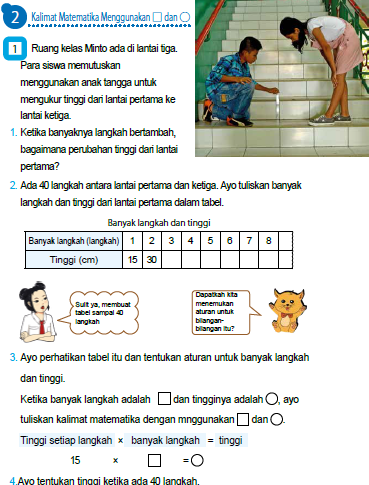 2 Kalimat Matematika Menggunakan □ dan ○
1 Ruang kelas Minto ada di lantai tiga.
Para siswa memutuskan
menggunakan anak tangga untuk
mengukur tinggi dari lantai pertama ke
lantai ketiga.
1. Ketika banyaknya langkah bertambah,
bagaimana perubahan tinggi dari lantai
pertama?
2. Ada 40 langkah antara lantai pertama dan ketiga. Ayo tuliskan banyak
langkah dan tinggi dari lantai pertama dalam tabel.
Banyak langkah dan tinggi
Banyak langkah (langkah) 1 2 3 4 5 6 7 8
Tinggi (cm) 15 30
Sulit ya, membuat
tabel sampai 40
langkah
Dapatkah kita
menemukan
aturan untuk
bilangan-
bilangan itu?
3. Ayo perhatikan tabel itu dan tentukan aturan untuk banyak langkah
dan tinggi.
Ketika banyak langkah adalah □ dan tingginya adalah ○, ayo
tuliskan kalimat matematika dengan mnggunakan □ dan ○.
Tinggi setiap langkah × banyak langkah = tinggi
15 × □ = ○
4.Ayo tentukan tinggi ketika ada 40 langkah.